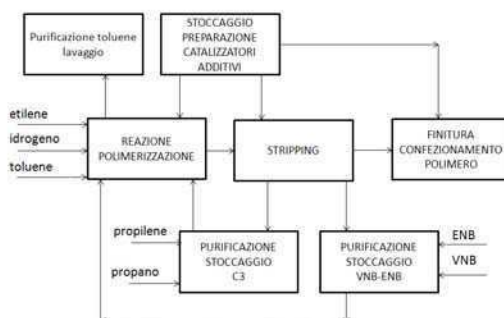 Purificazione toluene
lavaggio
STOCCAGGIO
PREPARAZIONE
CATALIZZATORI
ADDITIVI
etilene
idrogeno
toluene
REAZIONE
POLIMERIZZAZIONE
STRIPPING
FINITURA
CONFEZIONAMENTO
POLIMERO
propilene
propano
PURIFICAZIONE
STOCCAGGIO
C3
PURIFICAZIONE
STOCCAGGIO
VNB-ENB
ENB
VNB